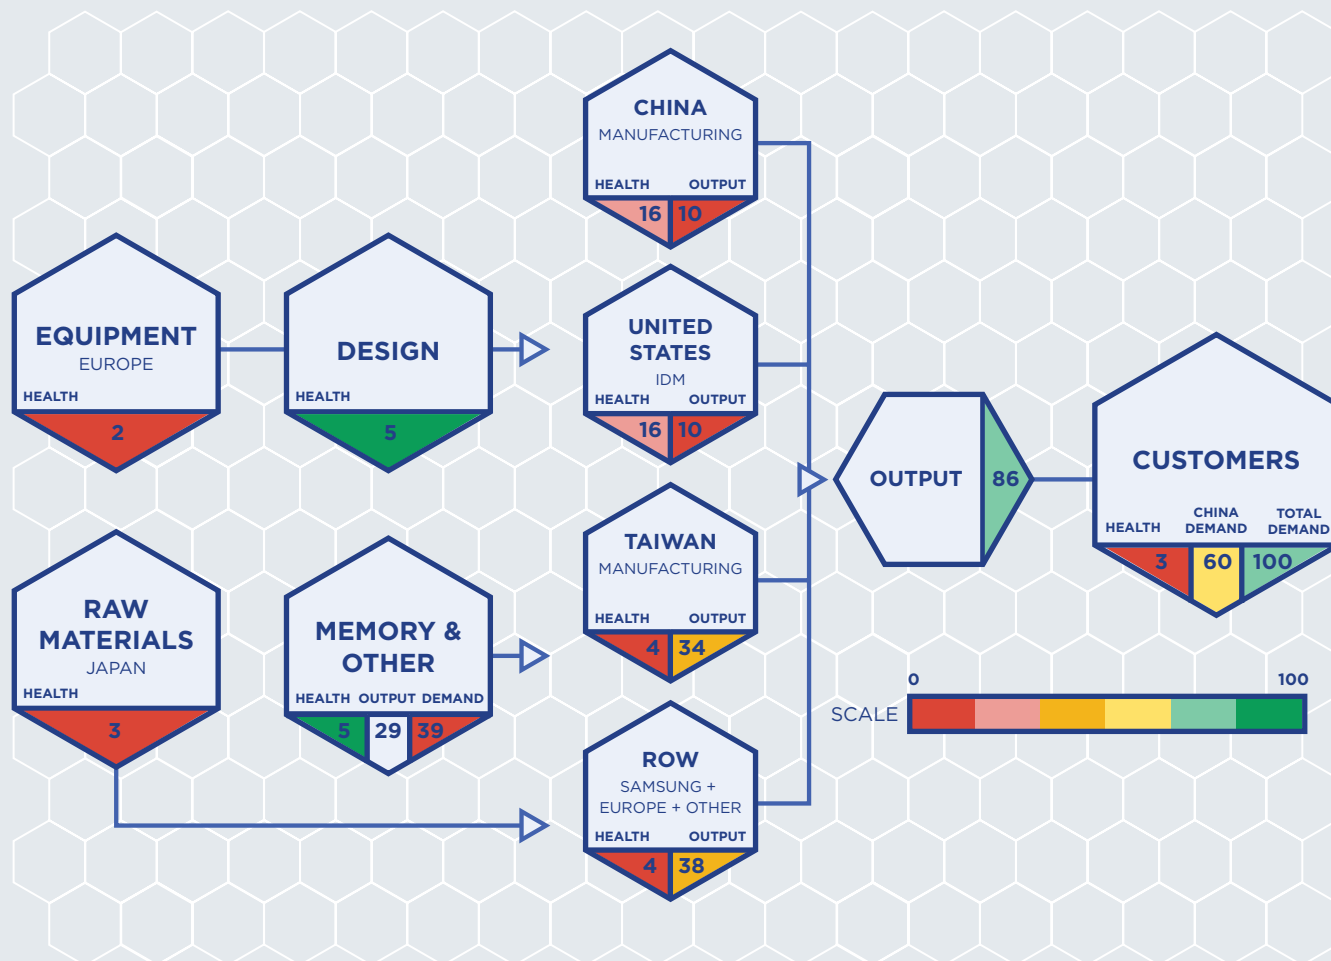 EQUIPMENT
EUROPE
HEALTH
2
DESIGN
HEALTH
5
RAW
MATERIALS
JAPAN
HEALTH
3
MEMORY &
OTHER
HEALTH OUTPUT DEMAND
5 29 39
CHINA
MANUFACTURING
HEALTH OUTPUT
16 10
UNITED
STATES
IDM
HEALTH OUTPUT
16 10
TAIWAN
MANUFACTURING
HEALTH OUTPUT
4 34
ROW
SAMSUNG +
EUROPE + OTHER
HEALTH OUTPUT
4 38
OUTPUT 86
CUSTOMERS
HEALTH
CHINA
DEMAND
TOTAL
DEMAND
3 60 100
0 100
SCALE